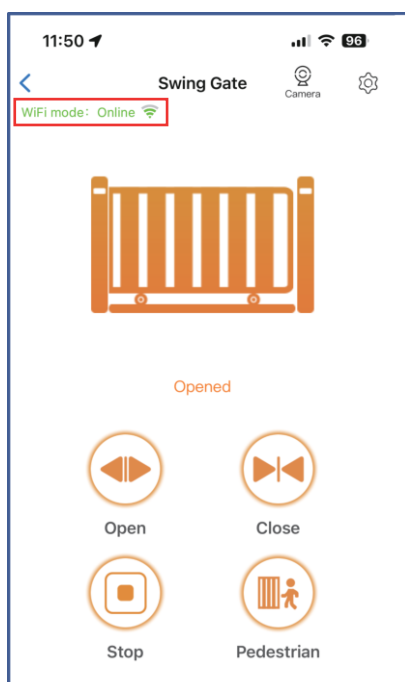 11:50 96
Swing Gate
Camera
WiFi mode: Online
Opened
Open Close
Stop Pedestrian